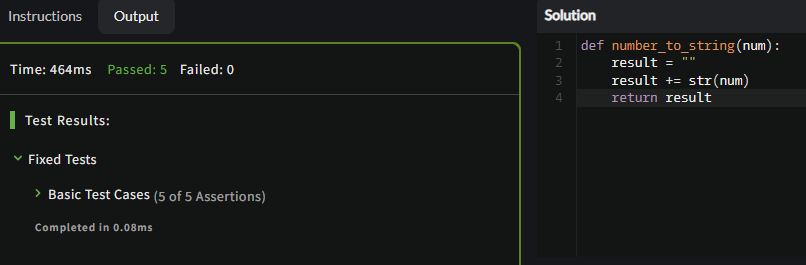 Instructions
Output
Time: 464ms Passed: 5 Failed: 0
Test Results:
Fixed Tests
Basic Test Cases (5 of 5 Assertions)
Completed in 0.08ms
Solution
1 def number_to_string(num):
2     result = ""
3     result += str(num)
4     return result